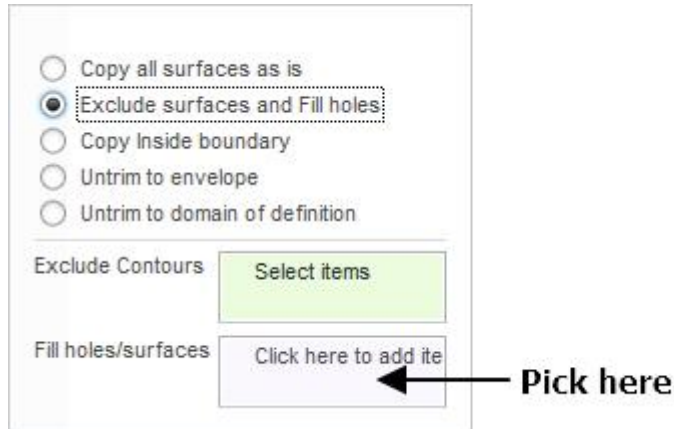 Copy all surfaces as is
Exclude surfaces and Fill holes
Copy Inside boundary
Untrim to envelope
Untrim to domain of definition
Exclude Contours
Select items
Fill holes/surfaces
Click here to add ite
Pick here